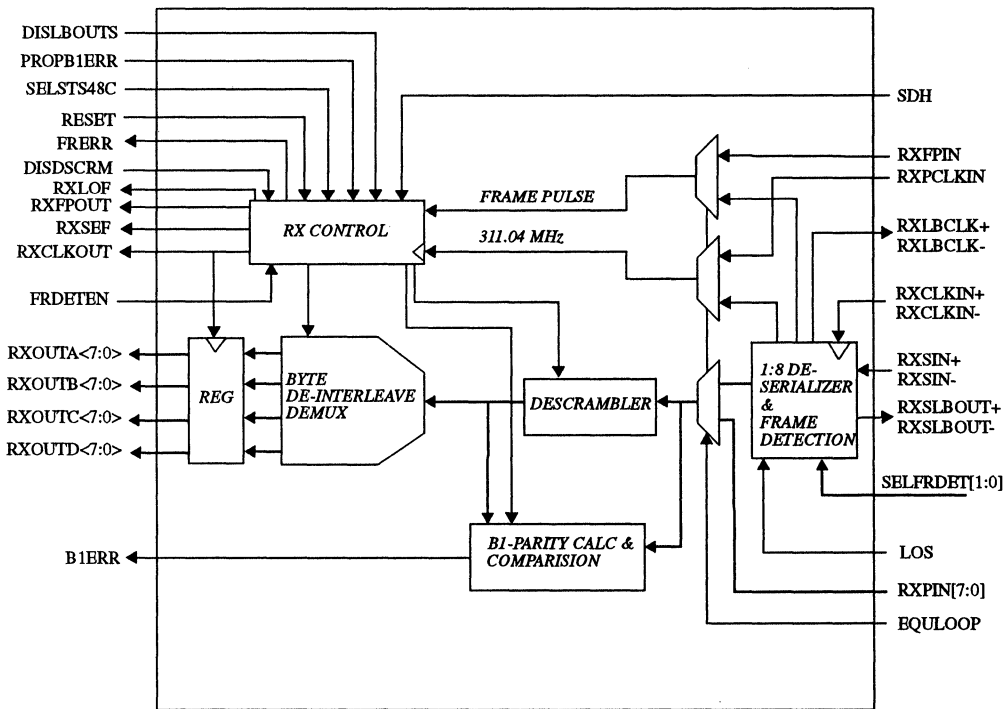 DISLBOUTS
PROPB1ERR
SELSTS48C
RESET
FRERR
DISDSCRM
RXLOF
RXFPOUT
RXSEF
RXCLKOUT
FRDETEN
RXOUTA<7:0>
RXOUTB<7:0>
RXOUTC<7:0>
RXOUTD<7:0>
B1ERR
RX CONTROL
FRAME PULSE
311.04 MHz
REG
BYTE
DE-INTERLEAVE
DEMUX
DESCRAMBLER
B1-PARITY CALC &
COMPARISION
1:8 DE-
SERIALIZER
&
FRAME
DETECTION
SDH
RXFPIN
RXPCLKIN
RXLBCLK+
RXLBCLK-
RXCLKIN+
RXCLKIN-
RXSIN+
RXSIN-
RXSLBOUT+
RXSLBOUT-
SELFRDET[1:0]
LOS
RXPIN[7:0]
EQULOOP